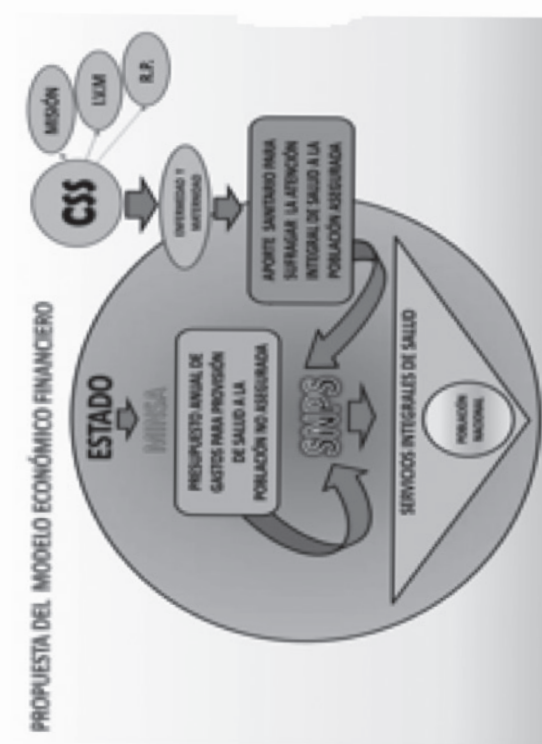 PROPUESTA DEL MODELO ECONÓMICO FINANCIERO
MISIÓN
I.V.M
R.P.
CSS
ENFERMEDAD Y
MATERNIDAD
APORTE SANITARIO PARA
SUFRAGAR LA ATENCIÓN
INTEGRAL DE SALUD A LA
POBLACIÓN ASEGURADA
ESTADO
MINSA
PRESUPUESTO ANUAL DE
GASTOS PARA PROVISIÓN
DE SALUD A LA
POBLACIÓN NO ASEGURADA
SNPS
SERVICIOS INTEGRALES DE SALUD
POBLACIÓN
NACIONAL